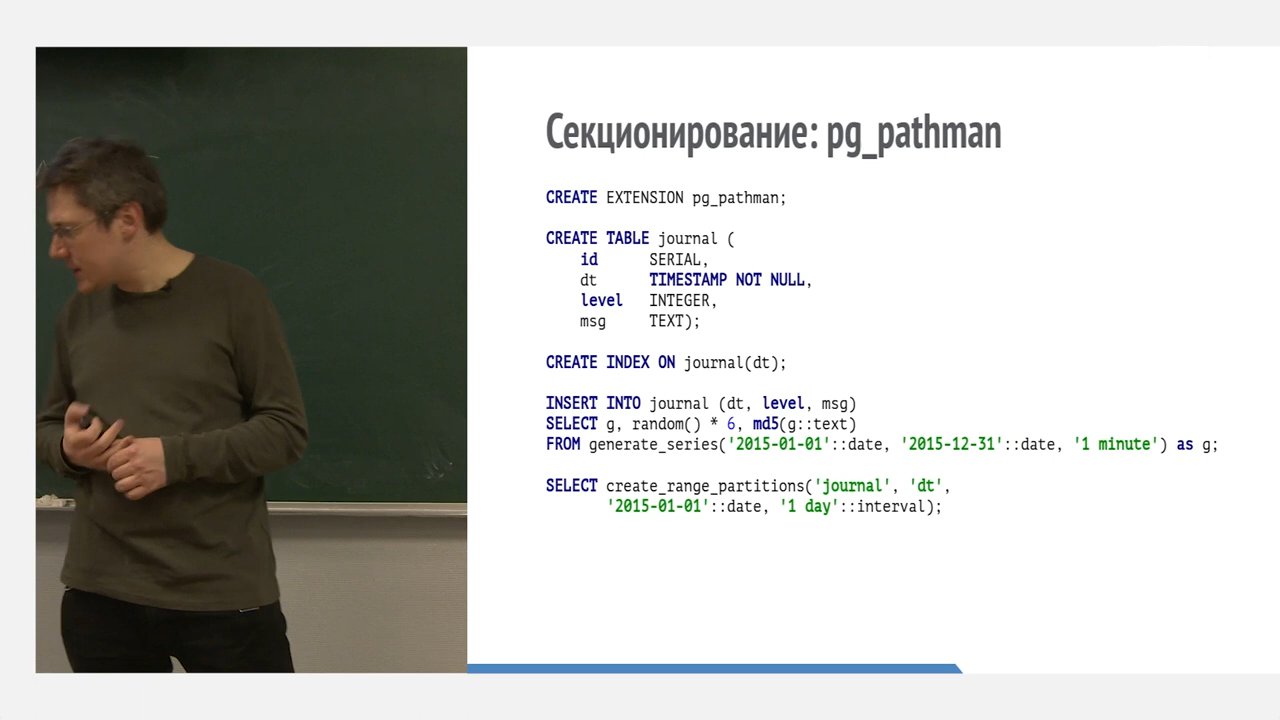 Секционирование: pg_pathman
CREATE EXTENSION pg_pathman;
CREATE TABLE journal (
id SERIAL,
dt TIMESTAMP NOT NULL,
level INTEGER,
msg TEXT);
CREATE INDEX ON journal(dt);
INSERT INTO journal (dt, level, msg)
SELECT g, random() * 6, md5(g::text)
FROM generate_series('2015-01-01'::date, '2015-12-31'::date, '1 minute') as g;
SELECT create_range_partitions('journal', 'dt',
'2015-01-01'::date, '1 day'::interval);